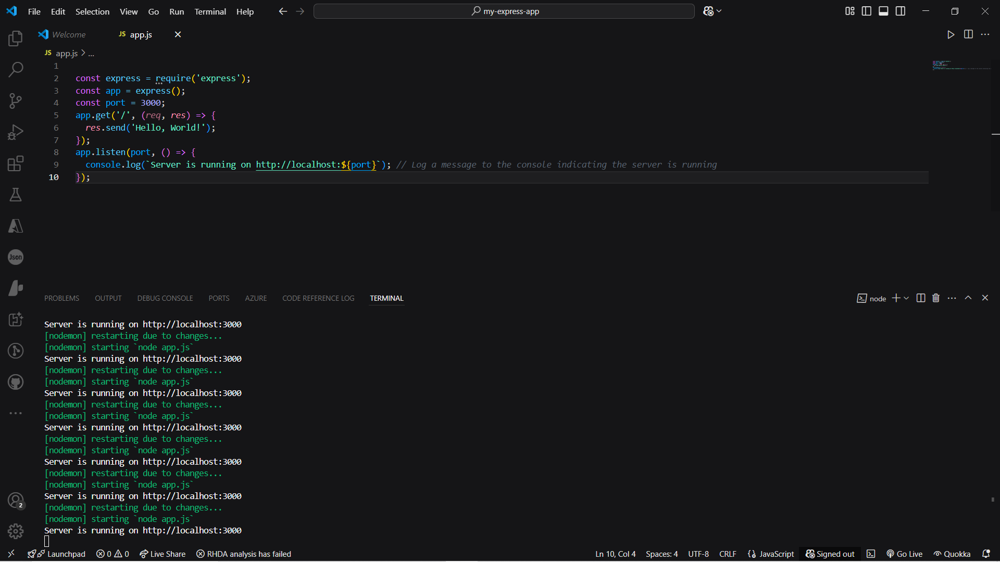 File Edit Selection View Go Run Terminal Help
my-express-app
Welcome
JS app.js
JS app.js > ...
1
2 const express = require('express');
3 const app = express();
4 const port = 3000;
5 app.get('/', (req, res) => {
6 res.send('Hello, World!');
7 });
8 app.listen(port, () => {
9 console.log(`Server is running on http://localhost:${port}`); // Log a message to the console indicating the server is running
10 });
Json
PROBLEMS OUTPUT DEBUG CONSOLE PORTS AZURE CODE REFERENCE LOG TERMINAL
node
Server is running on http://localhost:3000
[nodemon] restarting due to changes...
[nodemon] starting `node app.js`
Server is running on http://localhost:3000
[nodemon] restarting due to changes...
[nodemon] starting `node app.js`
Server is running on http://localhost:3000
[nodemon] restarting due to changes...
[nodemon] starting `node app.js`
Server is running on http://localhost:3000
[nodemon] restarting due to changes...
[nodemon] starting `node app.js`
Server is running on http://localhost:3000
[nodemon] restarting due to changes...
[nodemon] starting `node app.js`
Server is running on http://localhost:3000
[nodemon] restarting due to changes...
[nodemon] starting `node app.js`
Server is running on http://localhost:3000
2
Launchpad 0 0 Live Share RHDA analysis has failed
Ln 10, Col 4 Spaces: 4 UTF-8 CRLF {} JavaScript Signed out Go Live Quokka